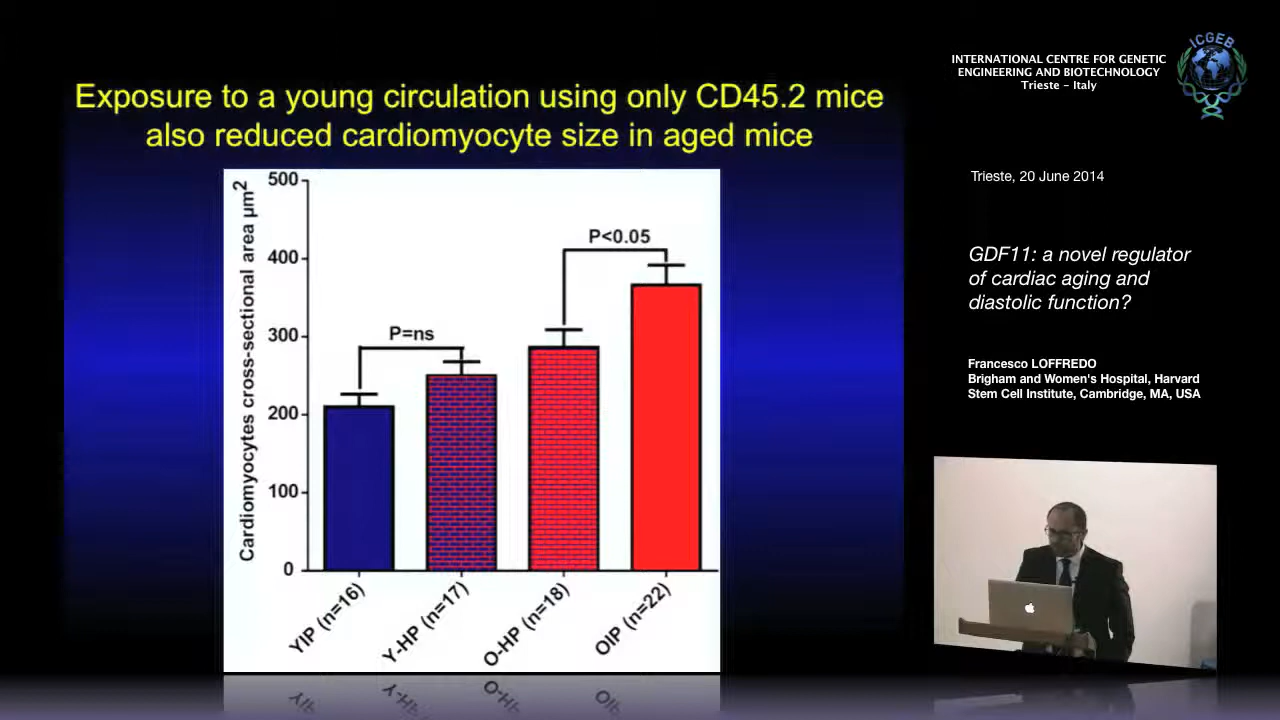 Exposure to a young circulation using only CD45.2 mice
also reduced cardiomyocyte size in aged mice
Cardiomyocytes cross-sectional area µm2
500
400
300
200
100
0
P=ns
P<0.05
YIP (n=16)
Y-HP (n=17)
O-HP (n=18)
OIP (n=22)
INTERNATIONAL CENTRE FOR GENETIC
ENGINEERING AND BIOTECHNOLOGY
Trieste - Italy
ICGEB
Trieste, 20 June 2014
GDF11: a novel regulator
of cardiac aging and
diastolic function?
Francesco LOFFREDO
Brigham and Women's Hospital, Harvard
Stem Cell Institute, Cambridge, MA, USA